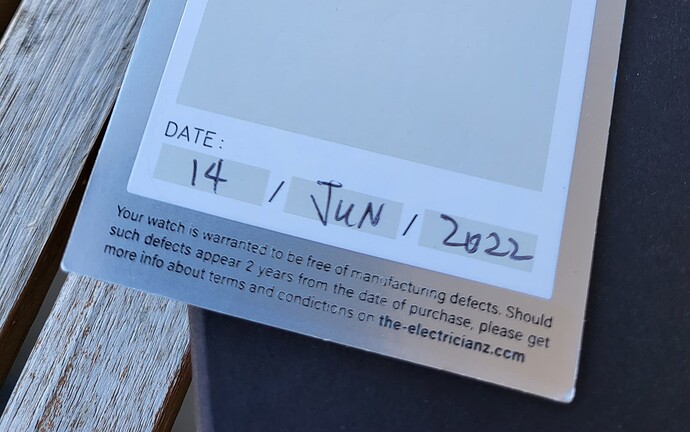 DATE:
14 / JUN / 2022
Your watch is warranted to be free of manufacturing defects. Should
such defects appear 2 years from the date of purchase, please get
more info about terms and condictions on the-electricianz.com